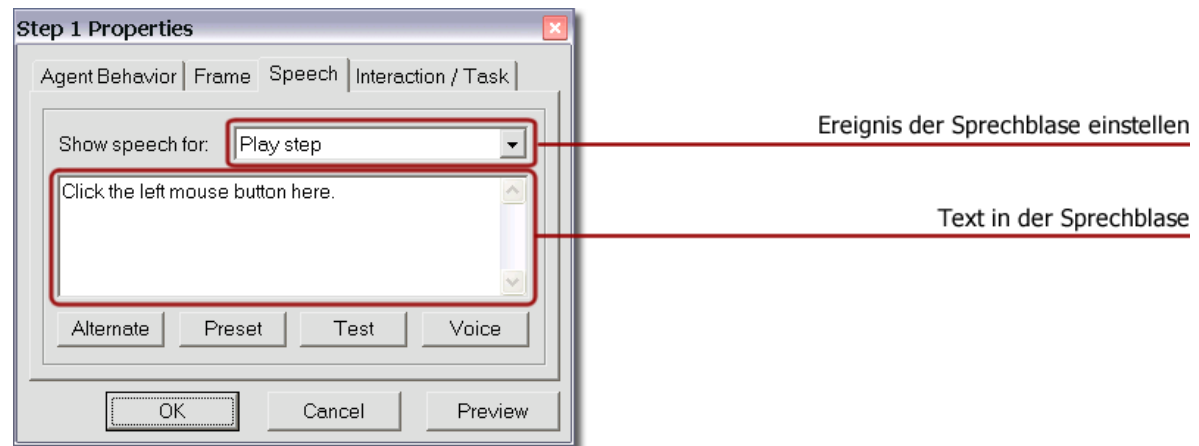 Step 1 Properties
Agent Behavior Frame Speech Interaction / Task
Ereignis der Sprechblase einstellen
Show speech for: Play step
Click the left mouse button here.
Text in der Sprechblase
Alternate Preset Test Voice
OK Cancel Preview